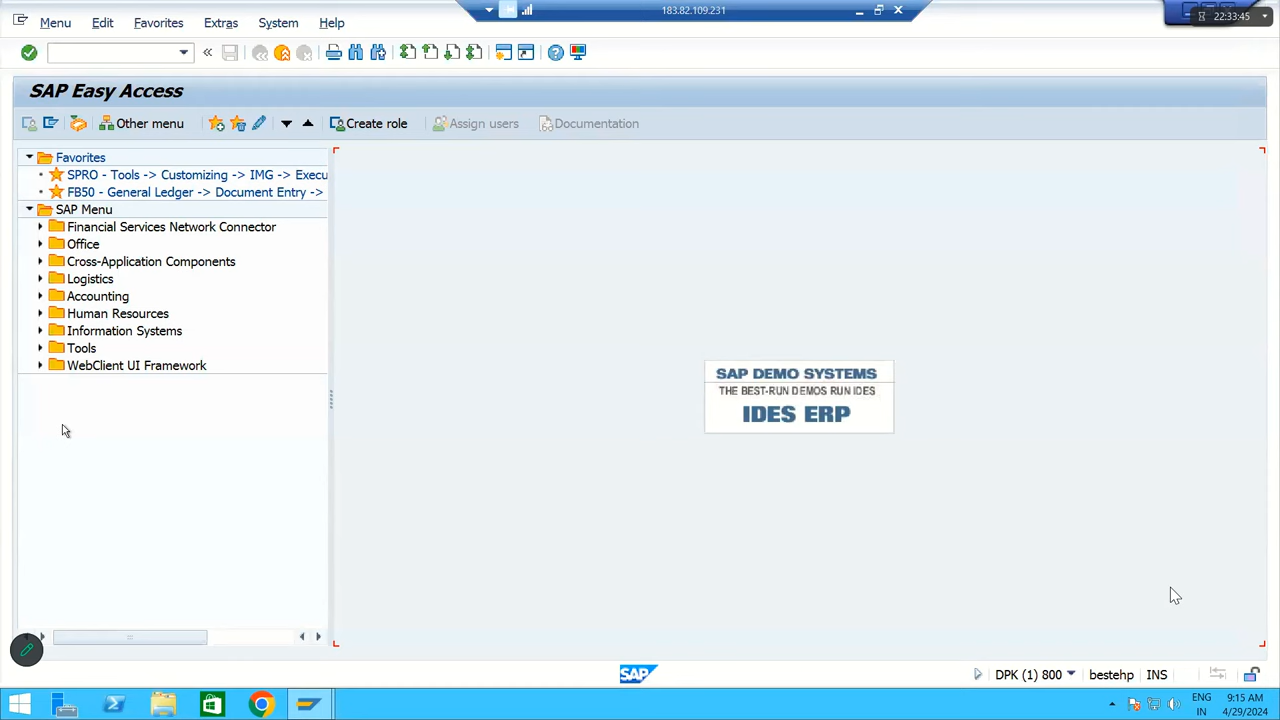 183.82.109.231
22:33:45
Menu Edit Favorites Extras System Help
SAP Easy Access
Other menu Create role Assign users Documentation
Favorites
SPRO - Tools -> Customizing -> IMG -> Execu
FB50 - General Ledger -> Document Entry ->
SAP Menu
Financial Services Network Connector
Office
Cross-Application Components
Logistics
Accounting
Human Resources
Information Systems
Tools
WebClient UI Framework
SAP DEMO SYSTEMS
THE BEST-RUN DEMOS RUN IDES
IDES ERP
SAP
DPK (1) 800 bestehp INS
ENG 9:15 AM
IN 4/29/2024